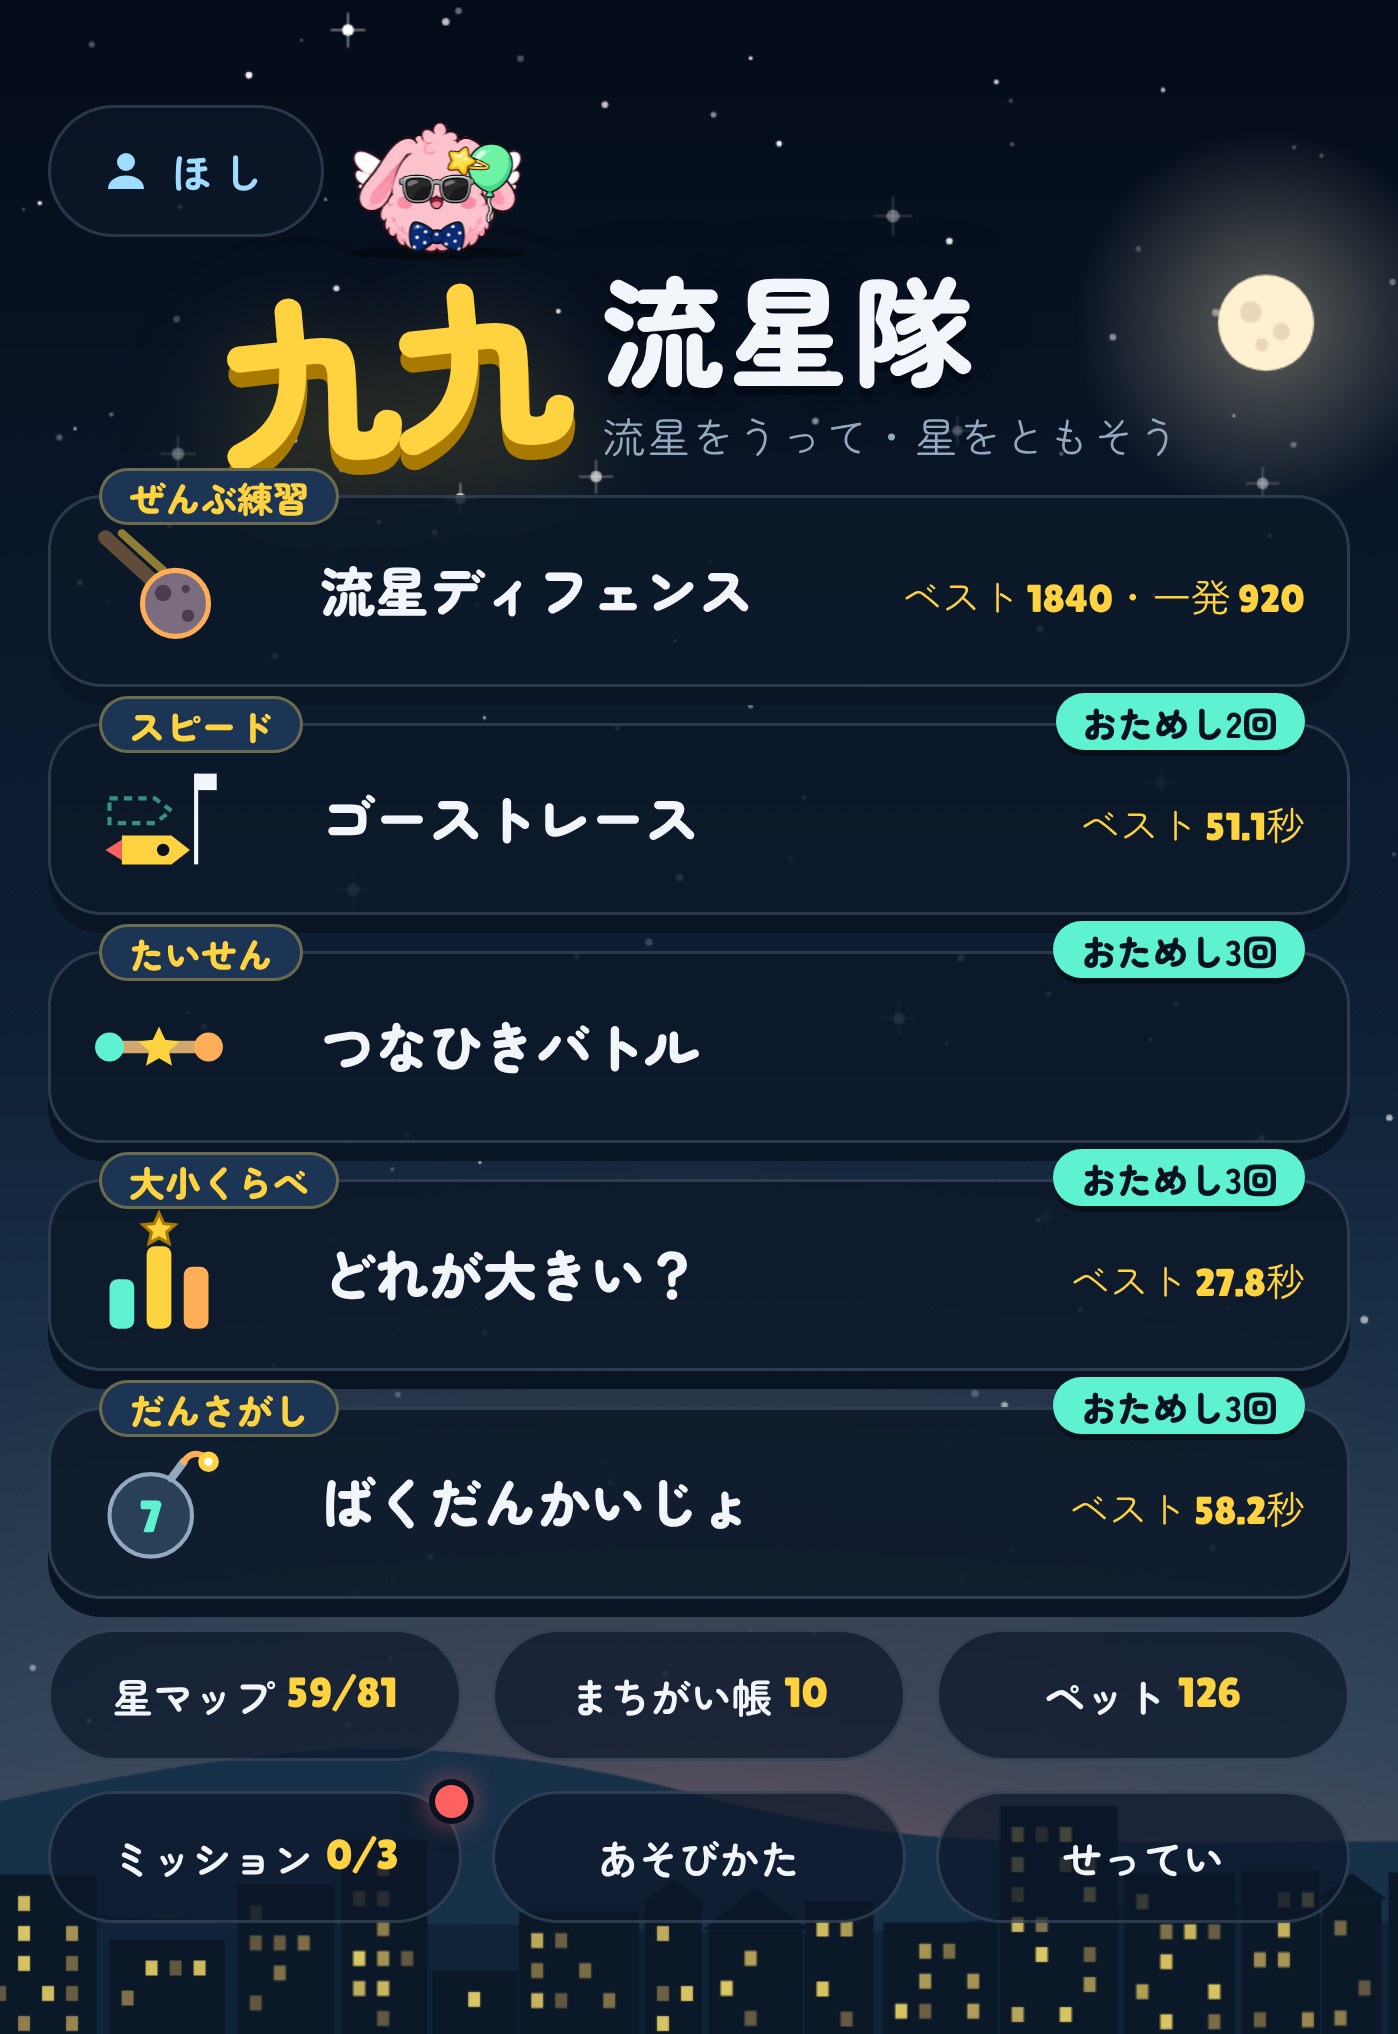 ほし
九九 流星隊
流星をうって・星をともそう
ぜんぶ練習
流星ディフェンス ベスト 1840・一発 920
スピード おためし2回
ゴーストレース ベスト 51.1秒
たいせん おためし3回
つなひきバトル
大小くらべ おためし3回
どれが大きい？ ベスト 27.8秒
だんさがし おためし3回
7
ばくだんかいじょ ベスト 58.2秒
星マップ 59/81 まちがい帳 10 ペット 126
ミッション 0/3 あそびかた せってい